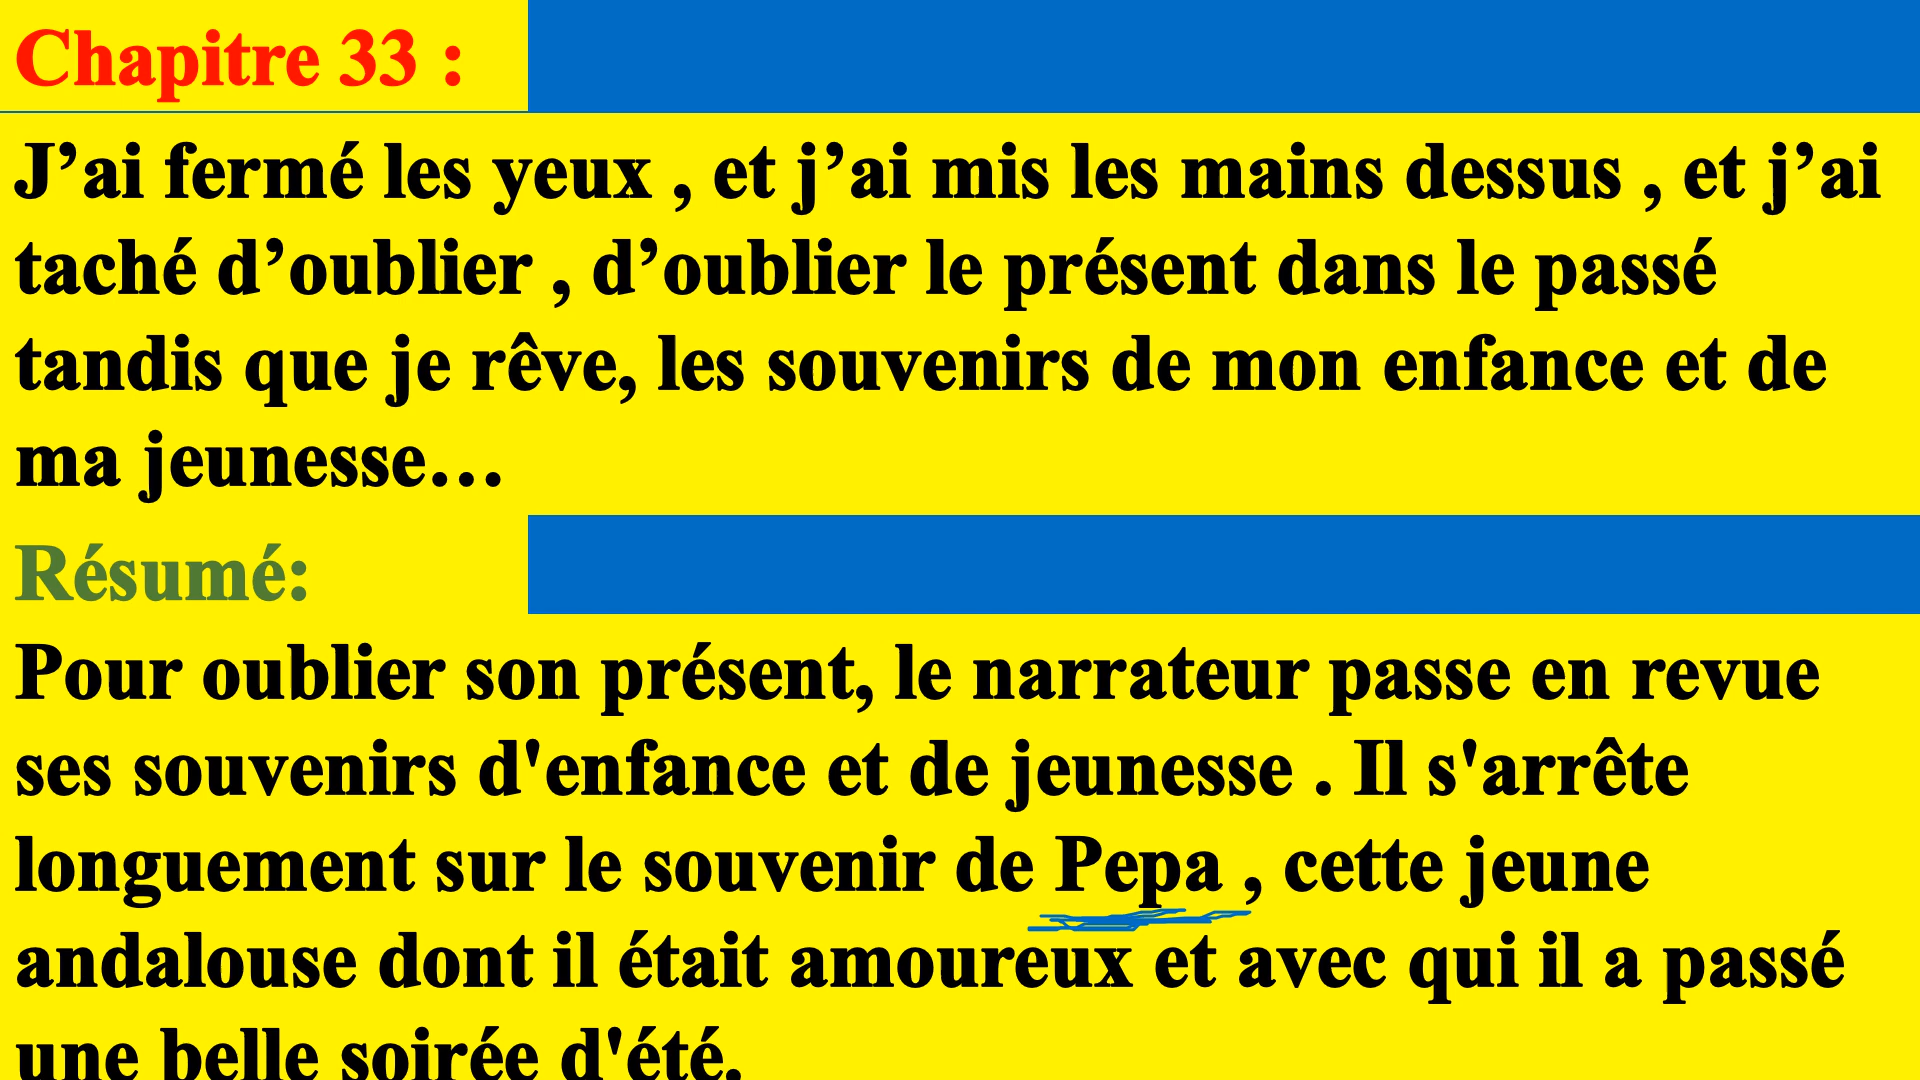 Chapitre 33 :
J’ai fermé les yeux , et j’ai mis les mains dessus , et j’ai
taché d’oublier , d’oublier le présent dans le passé
tandis que je rêve, les souvenirs de mon enfance et de
ma jeunesse…
Résumé:
Pour oublier son présent, le narrateur passe en revue
ses souvenirs d'enfance et de jeunesse . Il s'arrête
longuement sur le souvenir de Pepa , cette jeune
andalouse dont il était amoureux et avec qui il a passé
une belle soirée d'été.